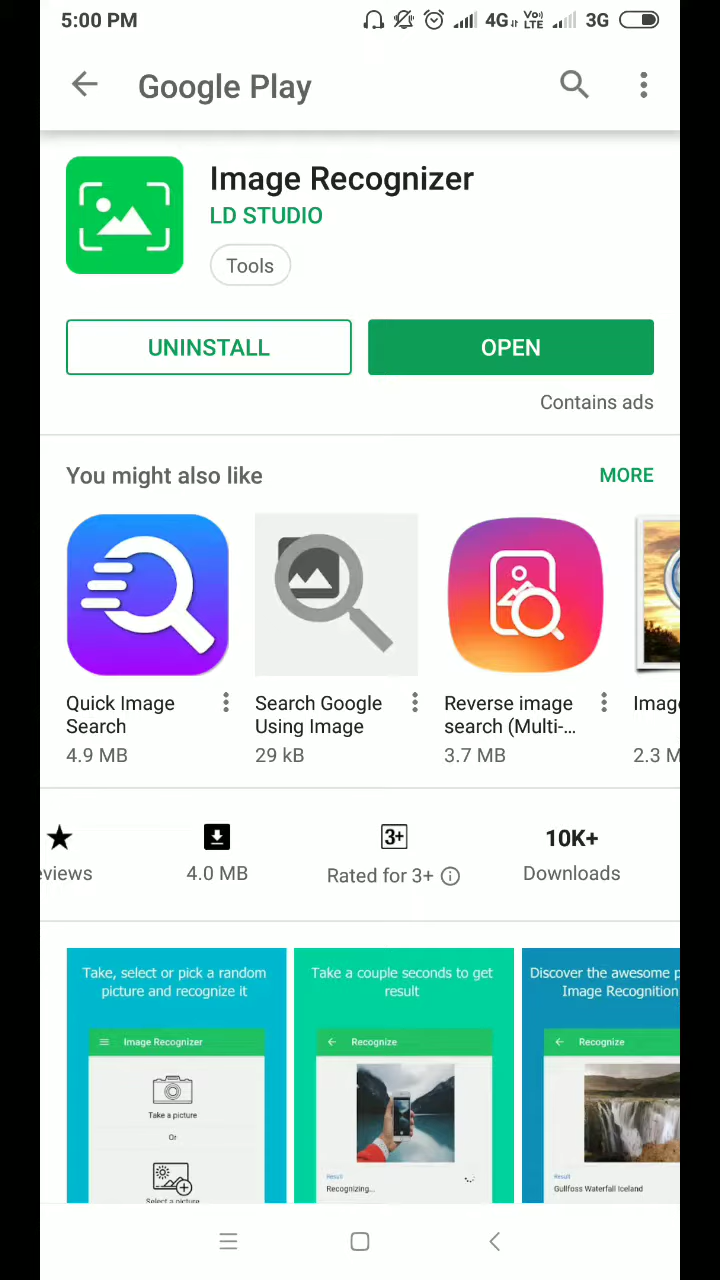 5:00 PM 4G Vo) LTE 3G
Google Play
Image Recognizer
LD STUDIO
Tools
UNINSTALL OPEN
Contains ads
You might also like MORE
Quick Image Search
4.9 MB
Search Google Using Image
29 kB
Reverse image search (Multi-...
3.7 MB
Imag
2.3 M
eviews
4.0 MB
3+
Rated for 3+
10K+
Downloads
Take, select or pick a random
picture and recognize it
Image Recognizer
Take a picture
Or
Select a picture
Take a couple seconds to get
result
Recognize
Result
Recognizing...
Discover the awesome p
Image Recognition
Recognize
Result
Gullfoss Waterfall Iceland